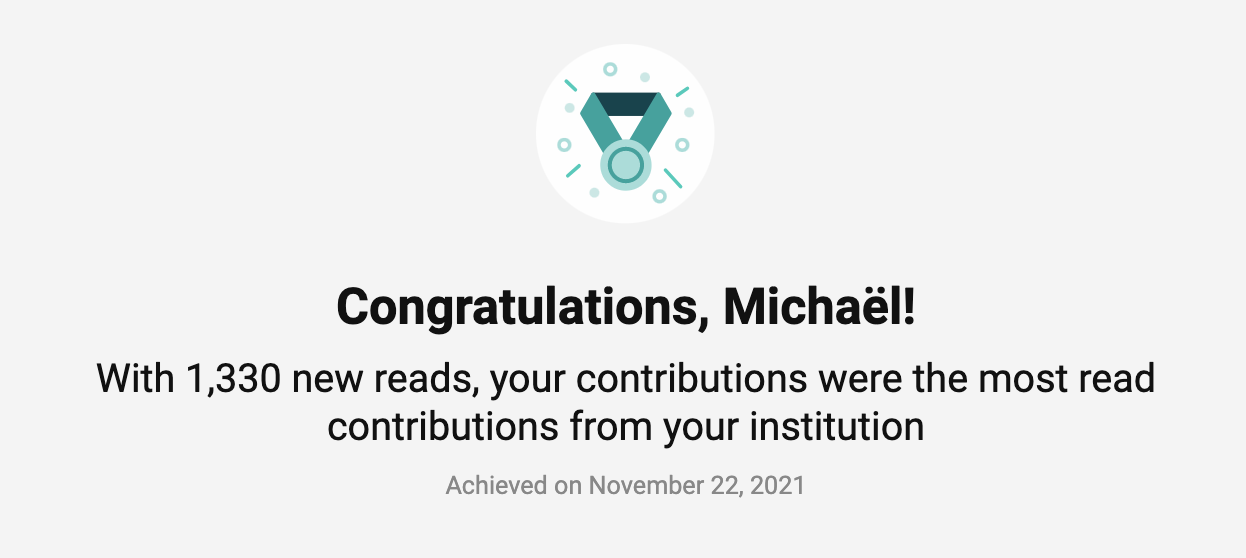 Congratulations, Michaël!
With 1,330 new reads, your contributions were the most read
contributions from your institution
Achieved on November 22, 2021